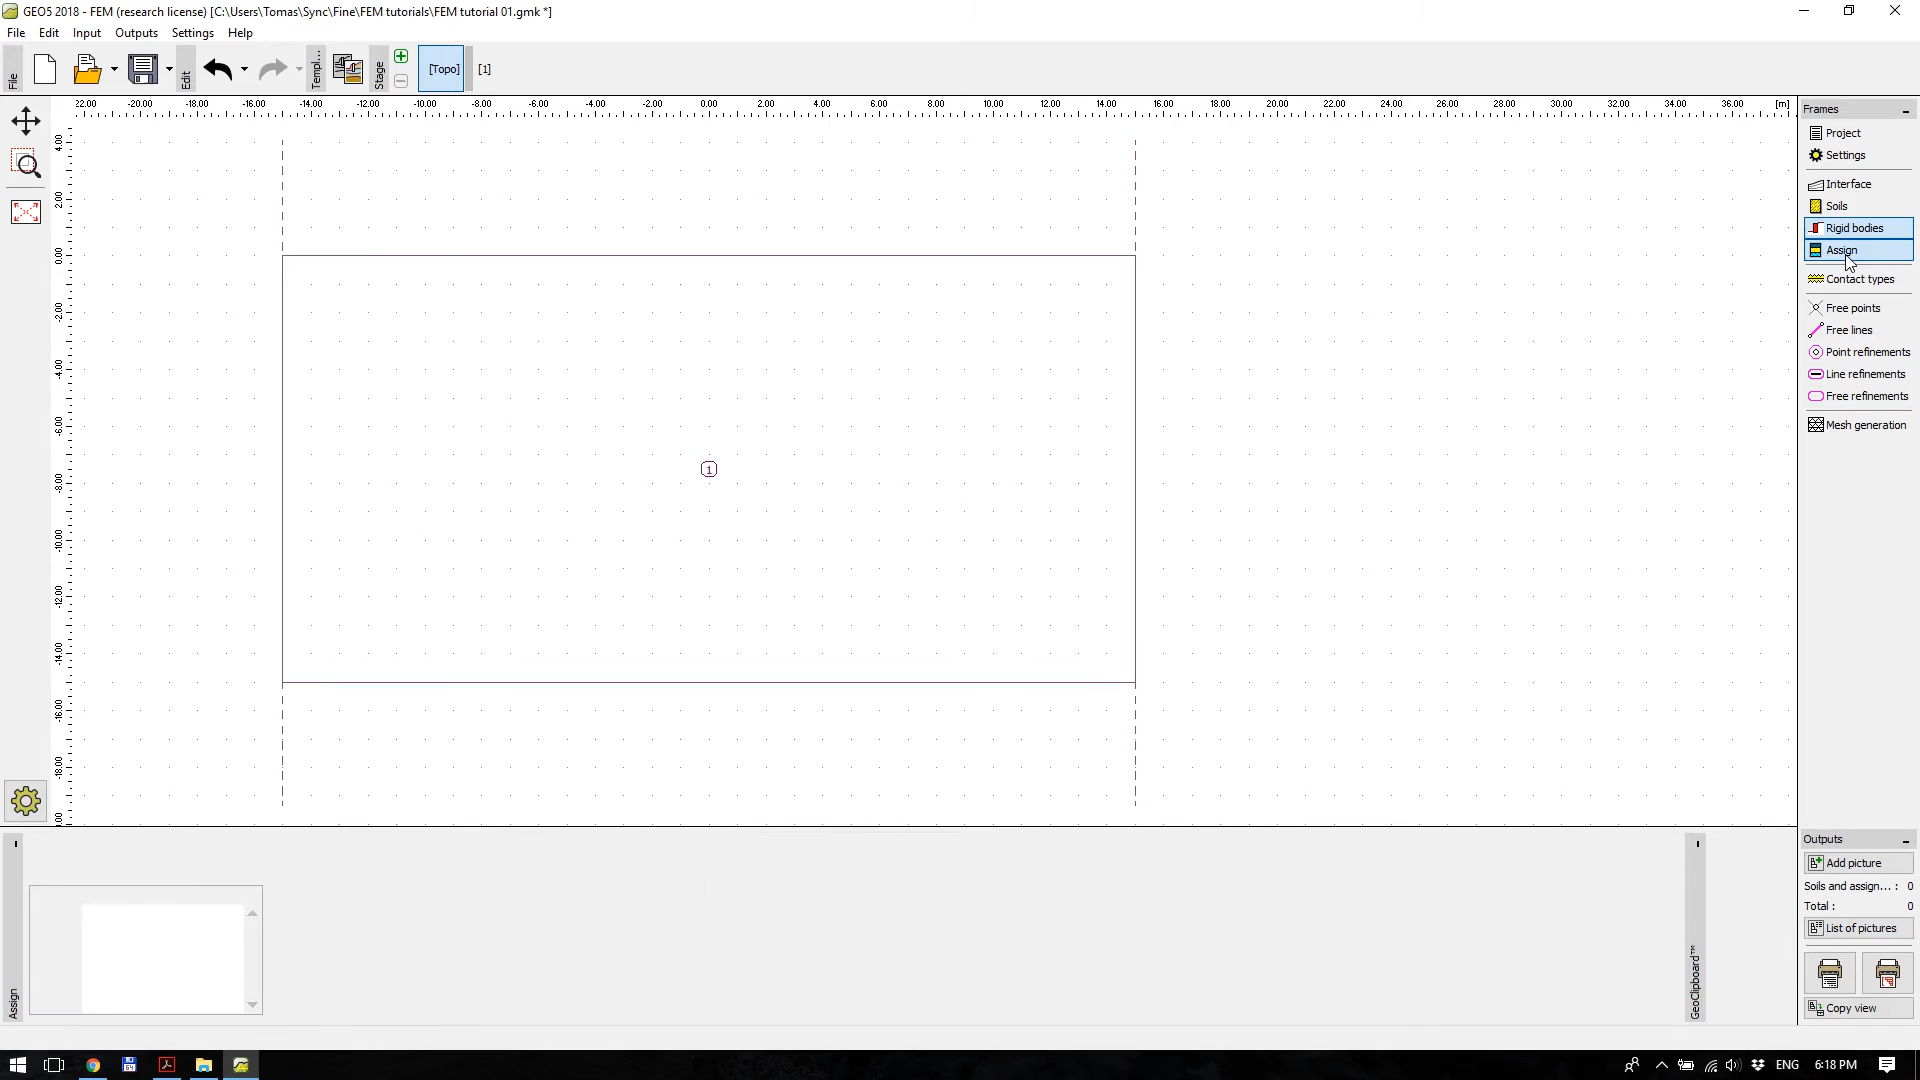 GEO5 2018 - FEM (research license) [C:\Users\Tomas\Sync\Fine\FEM tutorials\FEM tutorial 01.gmk *]
File Edit Input Outputs Settings Help
File Edit Templ... Stage [Topo] [1]
22.00 -20.00 -18.00 -16.00 -14.00 -12.00 -10.00 -8.00 -6.00 -4.00 -2.00 0.00 2.00 4.00 6.00 8.00 10.00 12.00 14.00 16.00 18.00 20.00 22.00 24.00 26.00 28.00 30.00 32.00 34.00 36.00 [m]
4.00
2.00
0.00
-2.00
-4.00
-6.00
-8.00
-10.00
-12.00
-14.00
-16.00
-18.00
.00
1
Frames
Project
Settings
Interface
Soils
Rigid bodies
Assign
Contact types
Free points
Free lines
Point refinements
Line refinements
Free refinements
Mesh generation
Outputs
Add picture
Soils and assign... : 0
Total : 0
List of pictures
Copy view
Assign
GeoClipboard™
64
ENG 6:18 PM